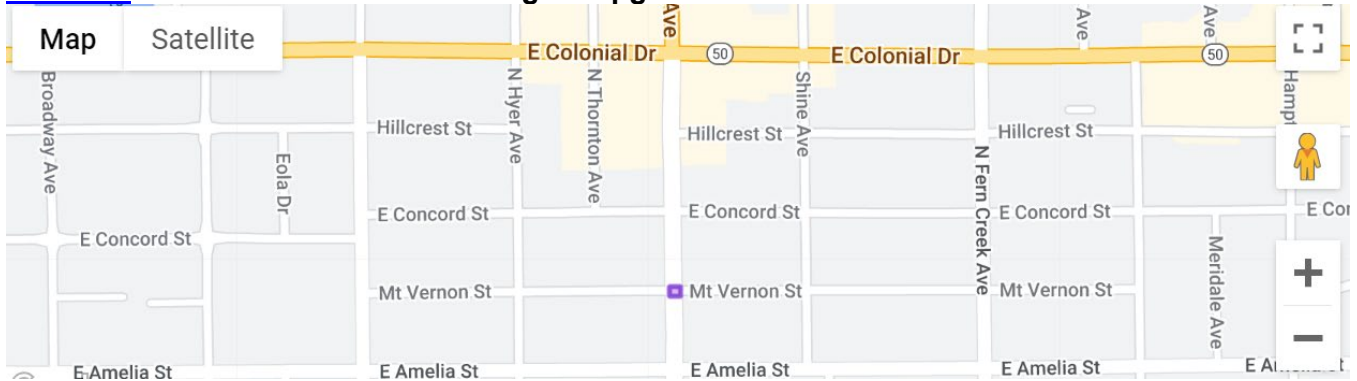 Map
Satellite
Ave
Ave
Ave
E Colonial Dr
50
E Colonial Dr
50
Broadway Ave
N Hyer Ave
N Thornton Ave
Shine Ave
Hillcrest St
Hillcrest St
Hillcrest St
Eola Dr
N Fern Creek Ave
E Concord St
E Concord St
E Concord St
E Concord St
Meridale Ave
Mt Vernon St
Mt Vernon St
Mt Vernon St
E Amelia St
E Amelia St
E Amelia St
E Amelia St